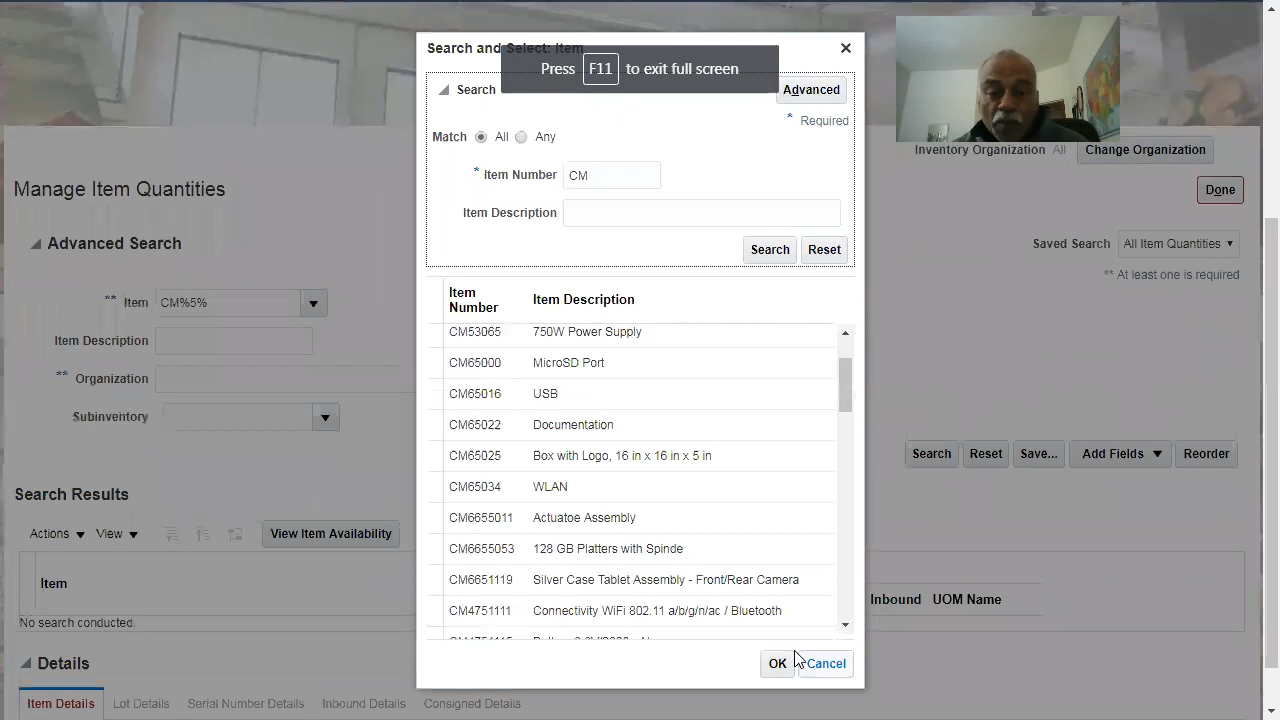 Search and Select: Item
Press F11 to exit full screen
Search
Advanced
* Required
Match All Any
* Item Number CM
Item Description
Search Reset
Item Number Item Description
CM53065 750W Power Supply
CM65000 MicroSD Port
CM65016 USB
CM65022 Documentation
CM65025 Box with Logo, 16 in x 16 in x 5 in
CM65034 WLAN
CM6655011 Actuatoe Assembly
CM6655053 128 GB Platters with Spinde
CM6651119 Silver Case Tablet Assembly - Front/Rear Camera
CM4751111 Connectivity WiFi 802.11 a/b/g/n/ac / Bluetooth
OK Cancel
Inventory Organization All Change Organization
Manage Item Quantities
Done
Advanced Search
Saved Search All Item Quantities
** At least one is required
** Item CM%5%
Item Description
** Organization
Subinventory
Search Reset Save... Add Fields Reorder
Search Results
Actions View View Item Availability
Item
Inbound UOM Name
No search conducted.
Details
Item Details Lot Details Serial Number Details Inbound Details Consigned Details